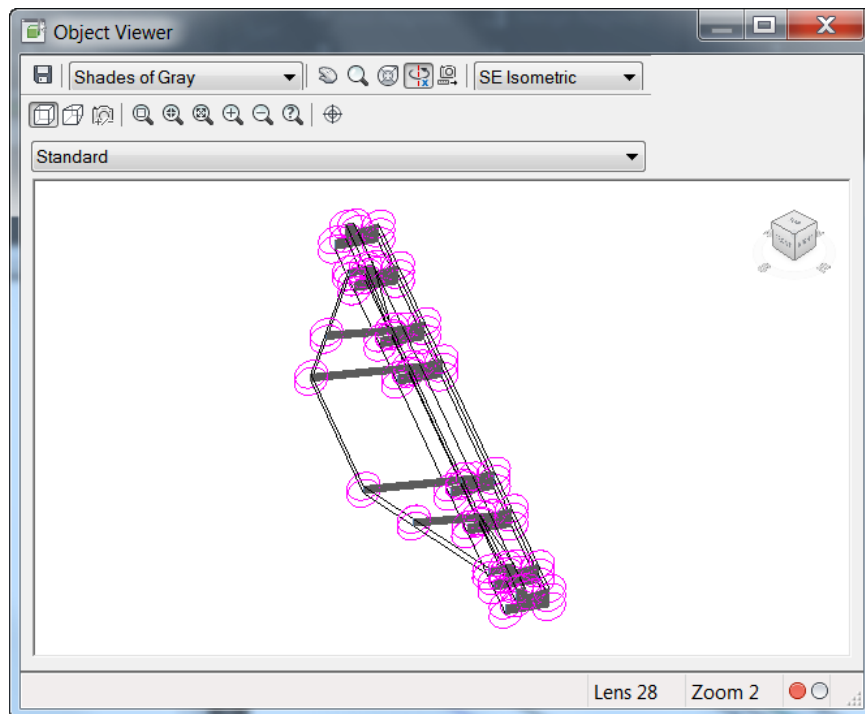 Object Viewer
Shades of Gray
SE Isometric
Standard
Lens 28
Zoom 2